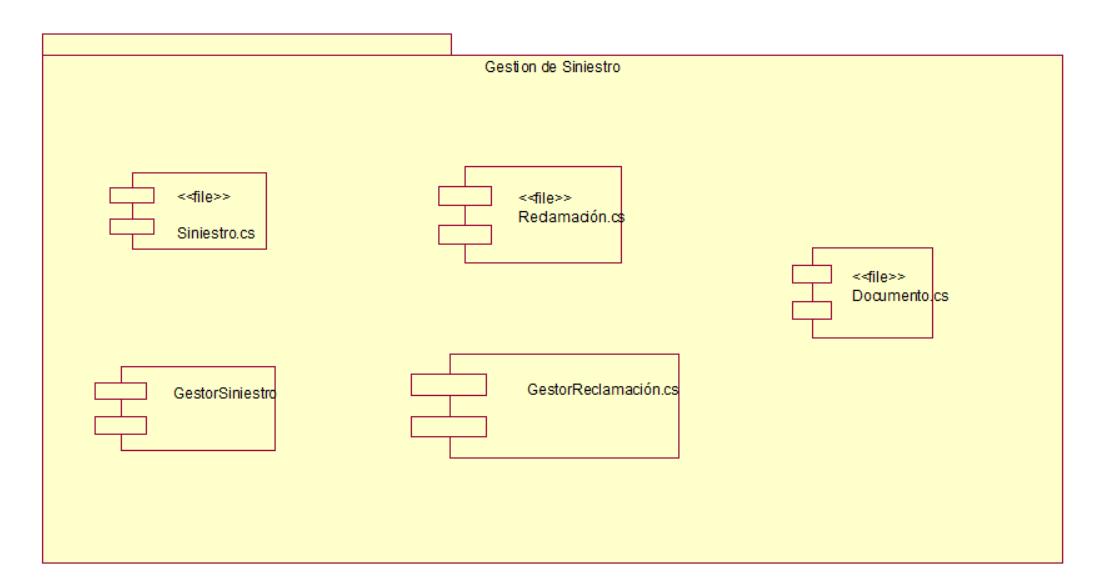 Gestion de Siniestro
<<file>>
Siniestro.cs
<<file>>
Reclamación.cs
<<file>>
Documento.cs
GestorSiniestro
GestorReclamación.cs